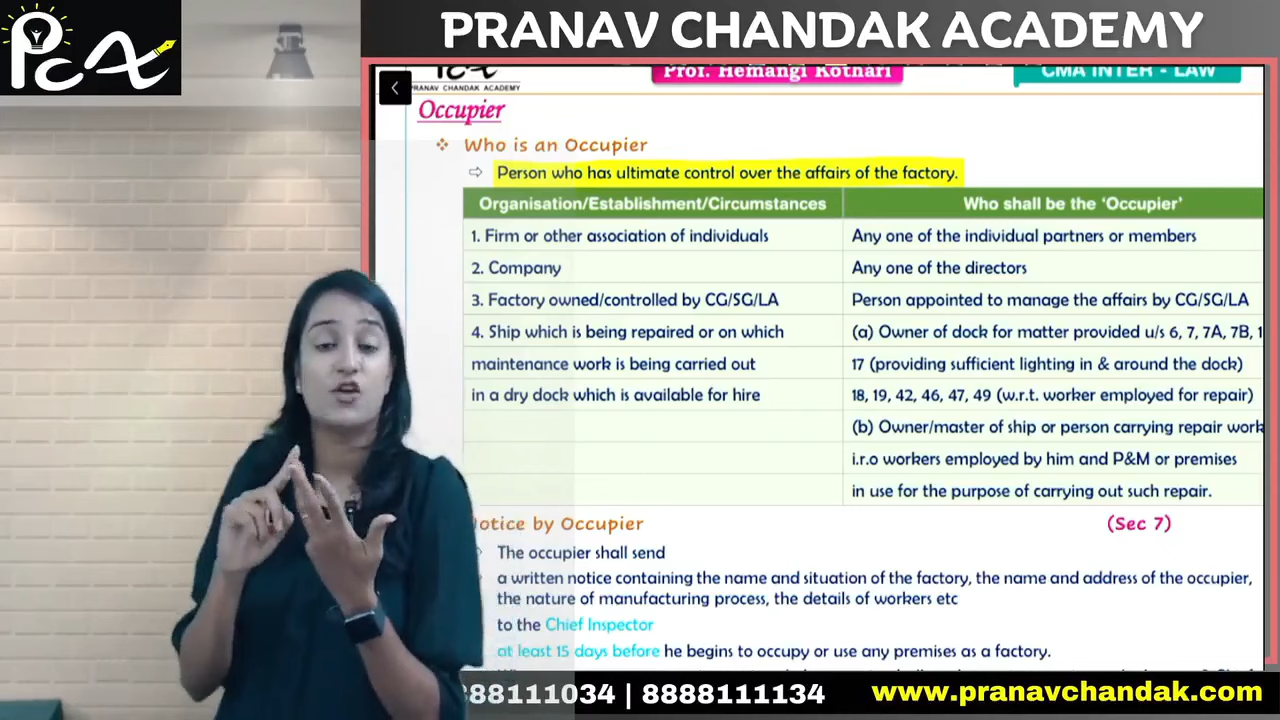 PCA
PRANAV CHANDAK ACADEMY
Prof. Hemangi Kothari
CMA INTER - LAW
PRANAV CHANDAK ACADEMY
Occupier
❖ Who is an Occupier
⇨ Person who has ultimate control over the affairs of the factory.
Organisation/Establishment/Circumstances Who shall be the 'Occupier'
1. Firm or other association of individuals Any one of the individual partners or members
2. Company Any one of the directors
3. Factory owned/controlled by CG/SG/LA Person appointed to manage the affairs by CG/SG/LA
4. Ship which is being repaired or on which (a) Owner of dock for matter provided u/s 6, 7, 7A, 7B, 1
maintenance work is being carried out 17 (providing sufficient lighting in & around the dock)
in a dry dock which is available for hire 18, 19, 42, 46, 47, 49 (w.r.t. worker employed for repair)
(b) Owner/master of ship or person carrying repair work
i.r.o workers employed by him and P&M or premises
in use for the purpose of carrying out such repair.
otice by Occupier (Sec 7)
The occupier shall send
a written notice containing the name and situation of the factory, the name and address of the occupier,
the nature of manufacturing process, the details of workers etc
to the Chief Inspector
at least 15 days before he begins to occupy or use any premises as a factory.
888111034 | 8888111134
www.pranavchandak.com